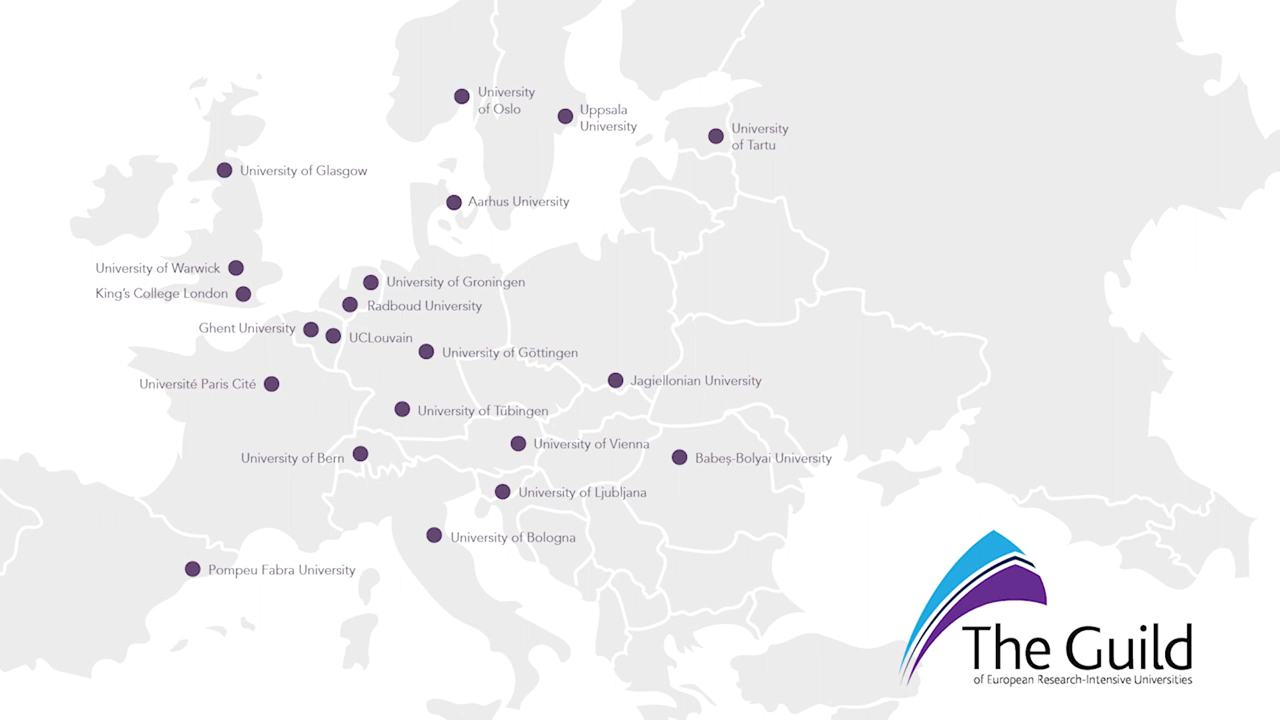 University
of Oslo
Uppsala
University
University
of Tartu
University of Glasgow
Aarhus University
University of Warwick
King's College London
University of Groningen
Radboud University
Ghent University
UCLouvain
University of Göttingen
Université Paris Cité
Jagiellonian University
University of Tübingen
University of Vienna
University of Bern
Babeș-Bolyai University
University of Ljubljana
University of Bologna
Pompeu Fabra University
The Guild
of European Research-Intensive Universities